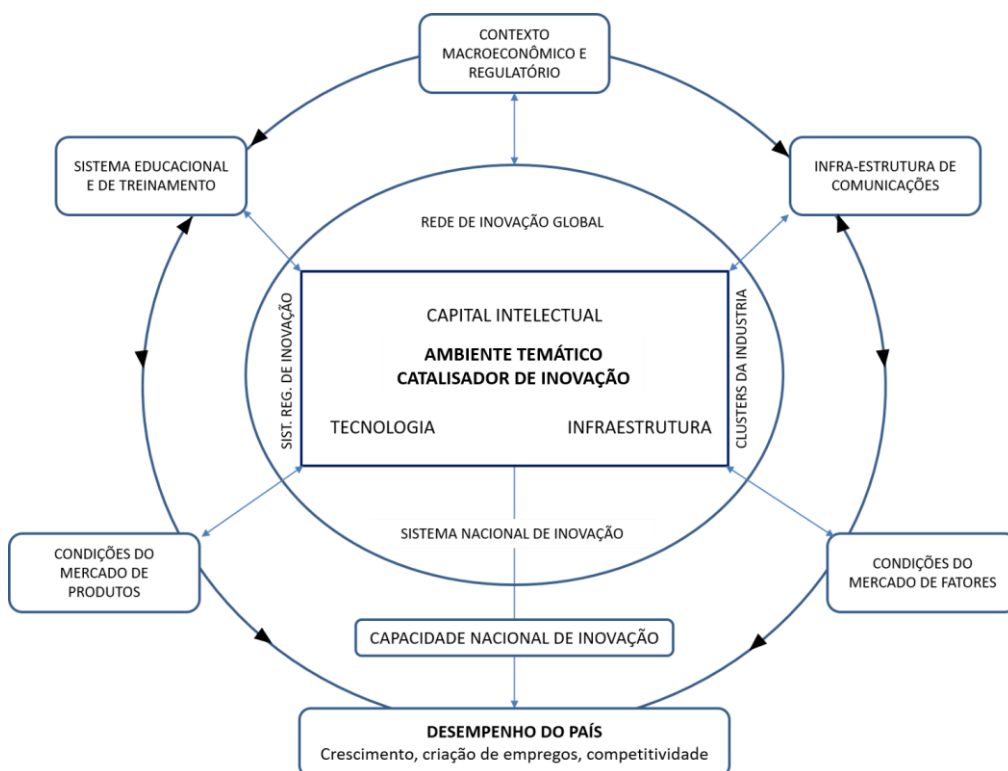 CONTEXTO
MACROECONÔMICO E
REGULATÓRIO
SISTEMA EDUCACIONAL
E DE TREINAMENTO
INFRA-ESTRUTURA DE
COMUNICAÇÕES
REDE DE INOVAÇÃO GLOBAL
SIST. REG. DE INOVAÇÃO
CAPITAL INTELECTUAL
AMBIENTE TEMÁTICO
CATALISADOR DE INOVAÇÃO
TECNOLOGIA
INFRAESTRUTURA
CLUSTERS DA INDUSTRIA
SISTEMA NACIONAL DE INOVAÇÃO
CONDIÇÕES DO
MERCADO DE
PRODUTOS
CONDIÇÕES DO
MERCADO DE FATORES
CAPACIDADE NACIONAL DE INOVAÇÃO
DESEMPENHO DO PAÍS
Crescimento, criação de empregos, competitividade